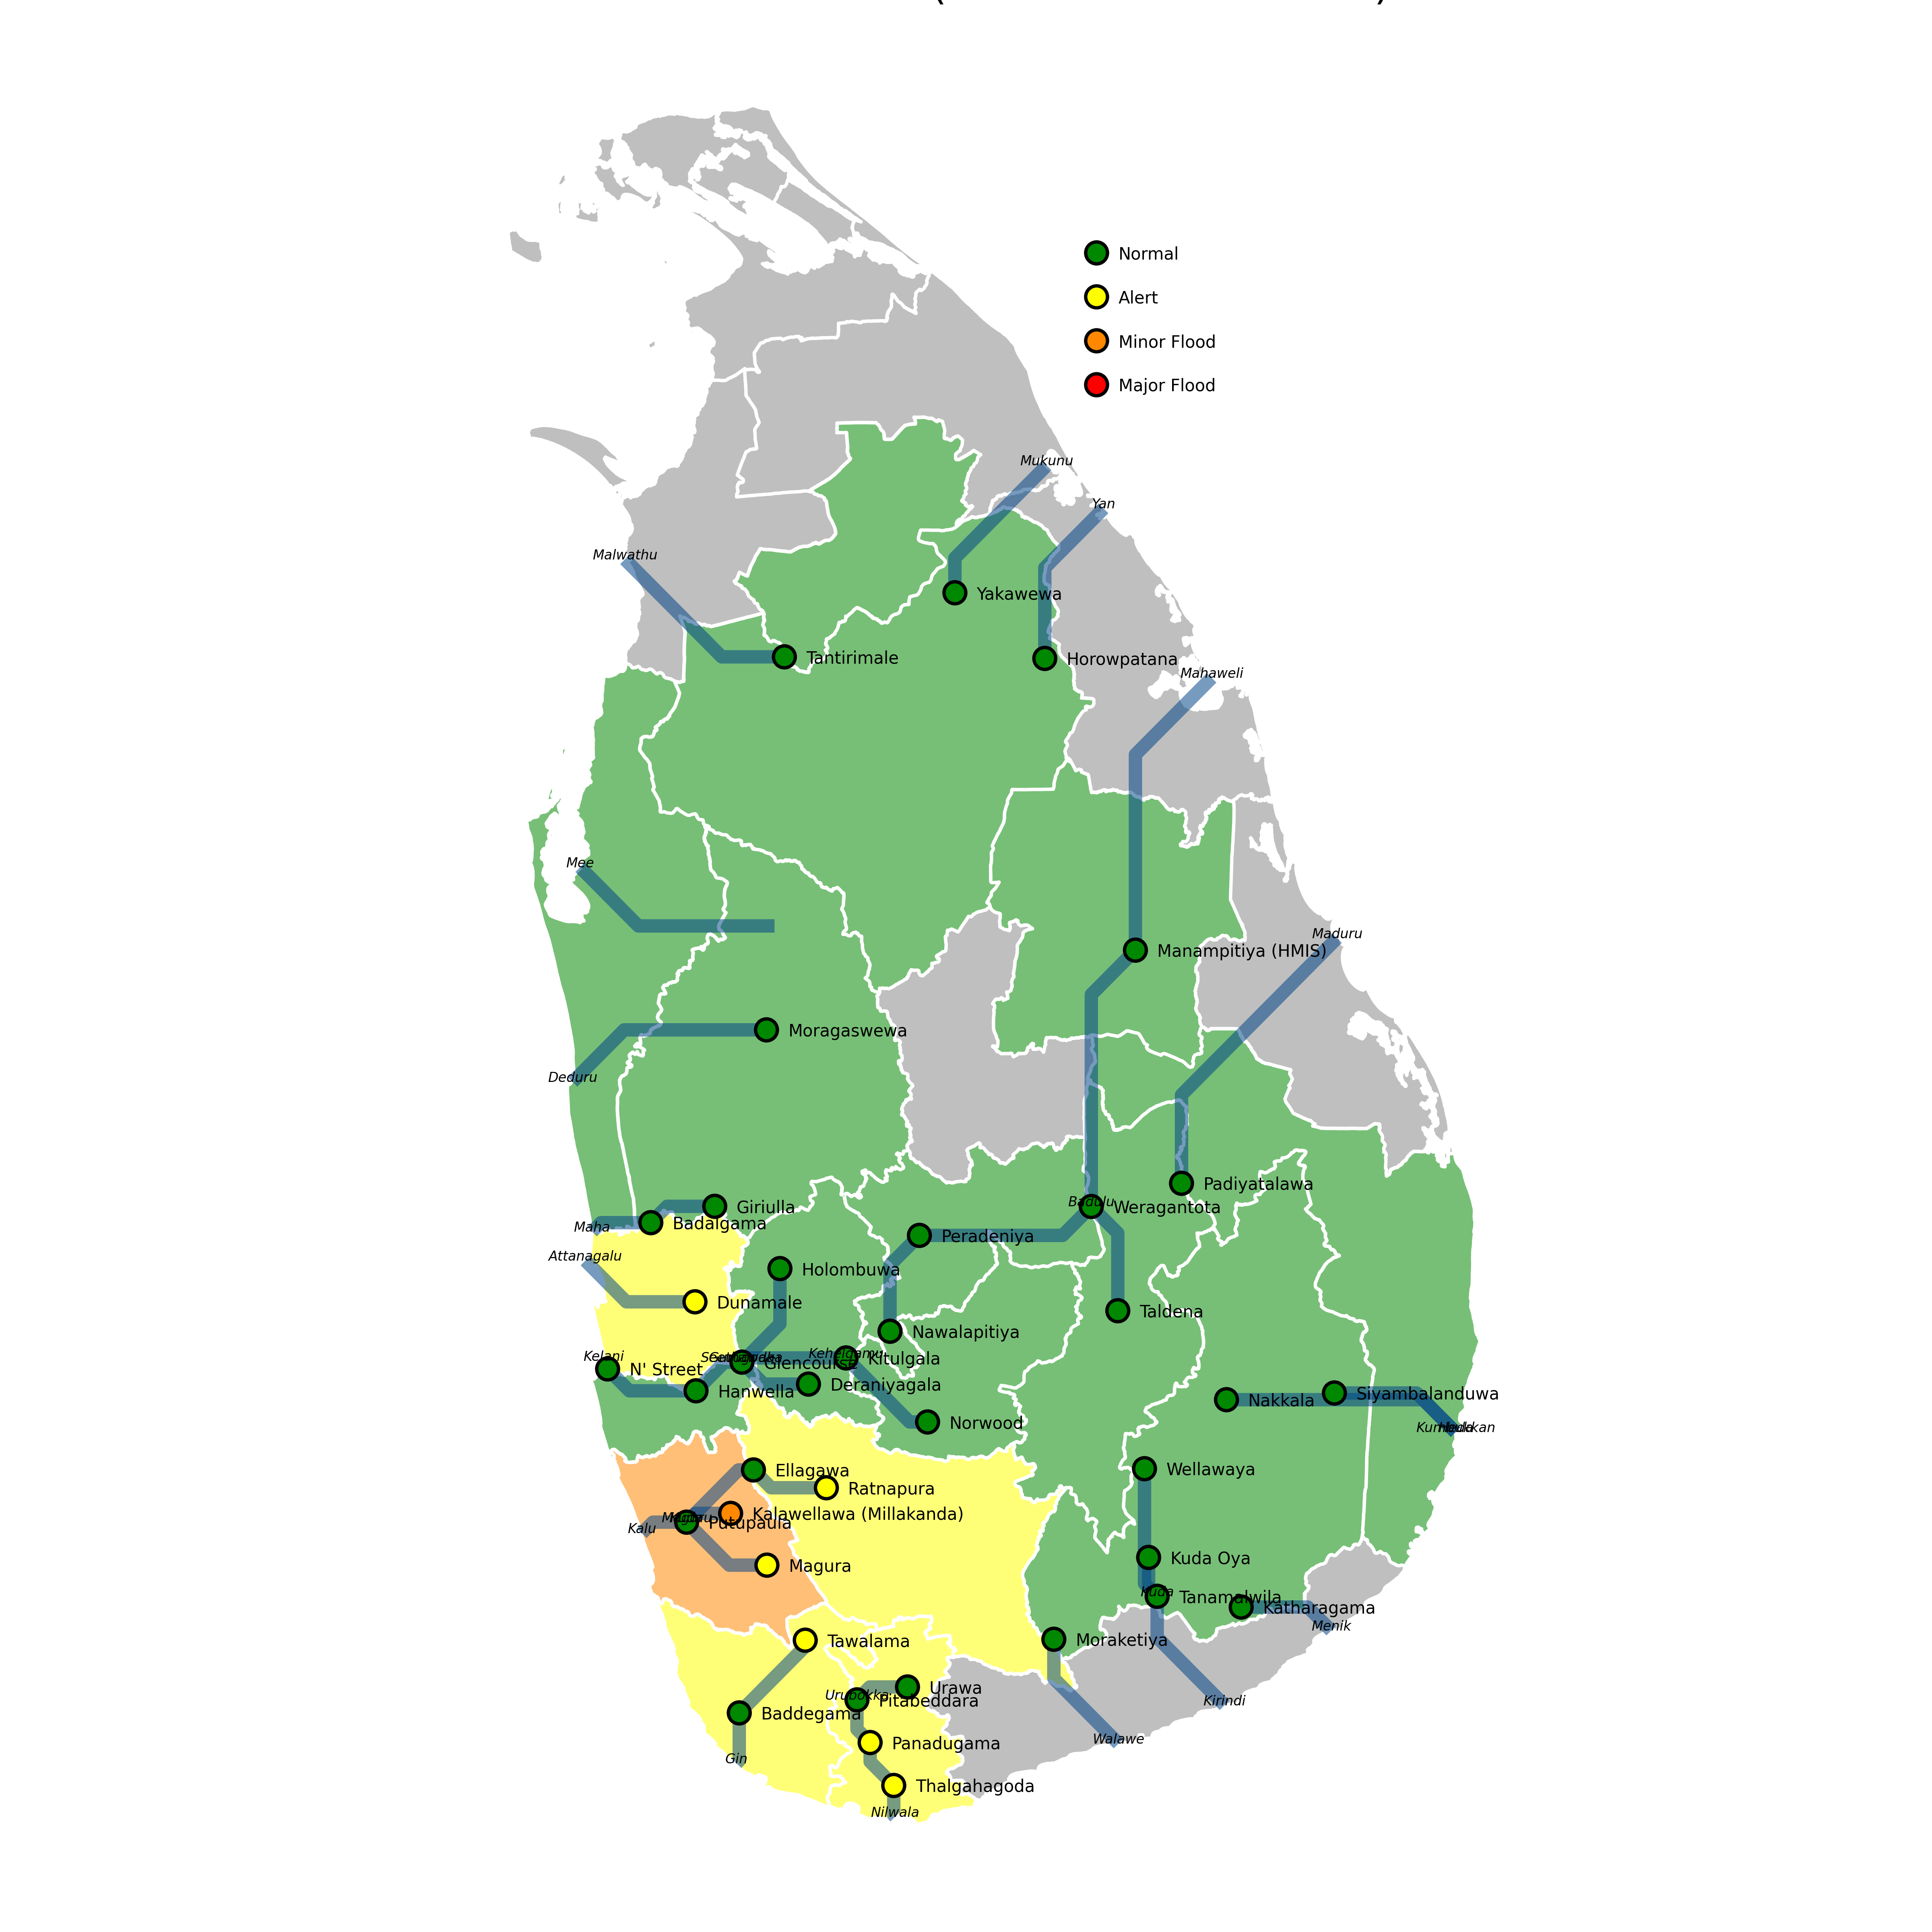 Normal
Alert
Minor Flood
Major Flood
Mukunu
Yan
Malwathu
Yakawewa
Tantirimale
Horowpatana
Mahaweli
Mee
Maduru
Manampitiya (HMIS)
Moragaswewa
Deduru
Padiyatalawa
Badulu
Weragantota
Giriulla
Badalgama
Maha
Peradeniya
Attanagalu
Holombuwa
Dunamale
Taldena
Nawalapitiya
Kelani
Kehelgamu
Kitulgala
Glencourse
N' Street
Deraniyagala
Hanwella
Siyambalanduwa
Nakkala
Norwood
Wellawaya
Ellagawa
Ratnapura
Kalawellawa (Millakanda)
Putupaula
Kalu
Kuda Oya
Magura
Kuda
Tanamalwila
Katharagama
Menik
Tawalama
Moraketiya
Urawa
Urubokka
Pitabeddara
Kirindi
Baddegama
Walawe
Panadugama
Gin
Thalgahagoda
Nilwala